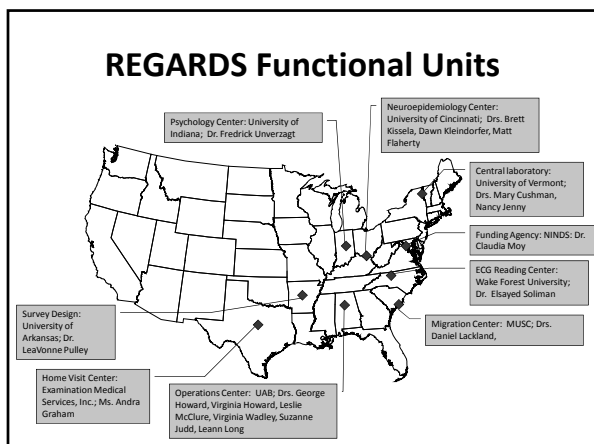 REGARDS Functional Units
Psychology Center: University of
Indiana; Dr. Fredrick Unverzagt
Neuroepidemiology Center:
University of Cincinnati; Drs. Brett
Kissela, Dawn Kleindorfer, Matt
Flaherty
Central laboratory:
University of Vermont;
Drs. Mary Cushman,
Nancy Jenny
Funding Agency: NINDS: Dr.
Claudia Moy
ECG Reading Center:
Wake Forest University;
Dr. Elsayed Soliman
Migration Center: MUSC; Drs.
Daniel Lackland,
Survey Design:
University of
Arkansas; Dr.
LeaVonne Pulley
Home Visit Center:
Examination Medical
Services, Inc.; Ms. Andra
Graham
Operations Center: UAB; Drs. George
Howard, Virginia Howard, Leslie
McClure, Virginia Wadley, Suzanne
Judd, Leann Long